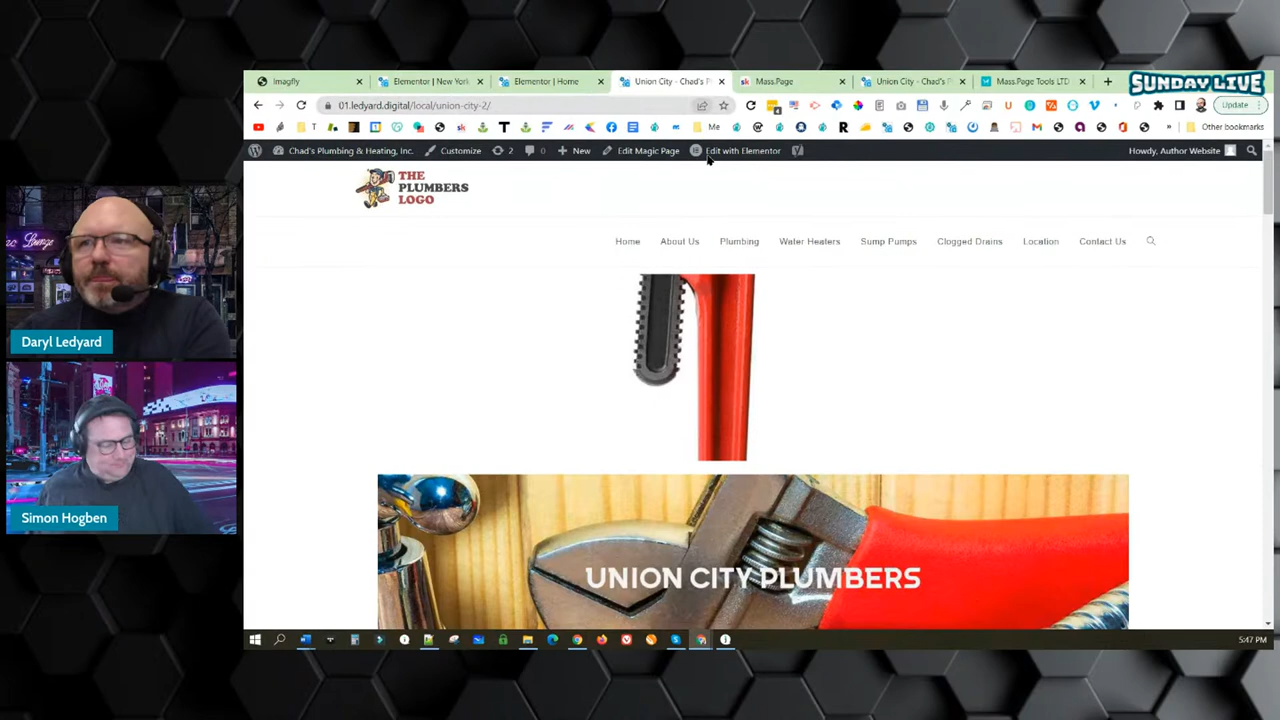 SUNDAY LIVE
Imagfly
Elementor | New York
Elementor | Home
Union City - Chad's P
Mass.Page
Union City - Chad's P
Mass.Page Tools LTD
01.ledyard.digital/local/union-city-2/
Update
Me
Other bookmarks
Chad's Plumbing & Heating, Inc.
Customize
2
0
New
Edit Magic Page
Edit with Elementor
Howdy, Author Website
THE
PLUMBERS
LOGO
Home
About Us
Plumbing
Water Heaters
Sump Pumps
Clogged Drains
Location
Contact Us
UNION CITY PLUMBERS
Daryl Ledyard
Simon Hogben
5:47 PM